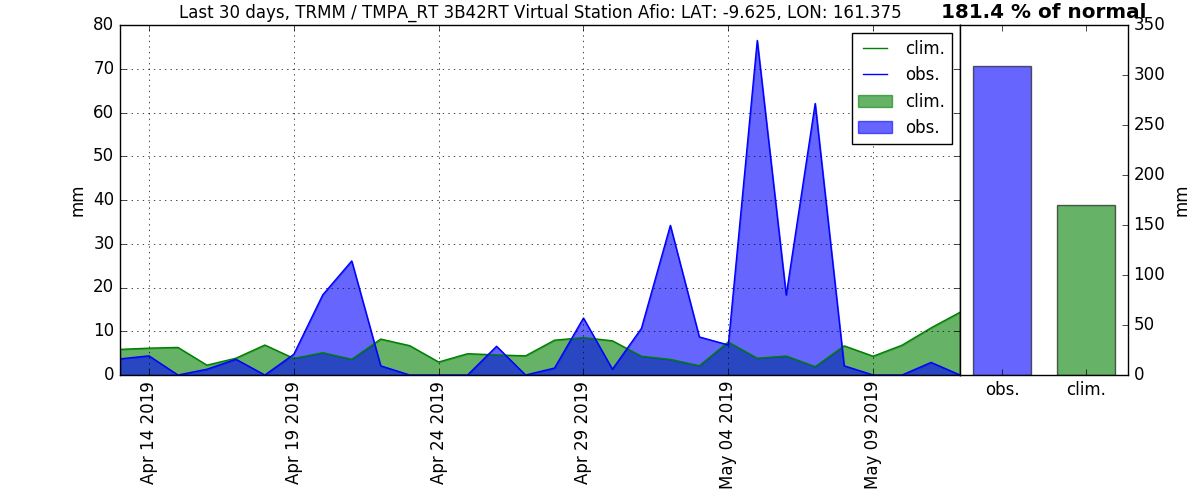 Last 30 days, TRMM / TMPA_RT 3B42RT Virtual Station Afio: LAT: -9.625, LON: 161.375
181.4 % of normal
80
70
60
50
40
30
20
10
0
mm
clim.
obs.
clim.
obs.
350
300
250
200
150
100
50
0
mm
Apr 14 2019
Apr 19 2019
Apr 24 2019
Apr 29 2019
May 04 2019
May 09 2019
obs.
clim.